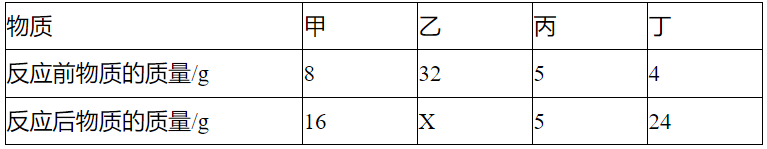 物质 甲 乙 丙 丁
反应前物质的质量/g 8 32 5 4
反应后物质的质量/g 16 X 5 24